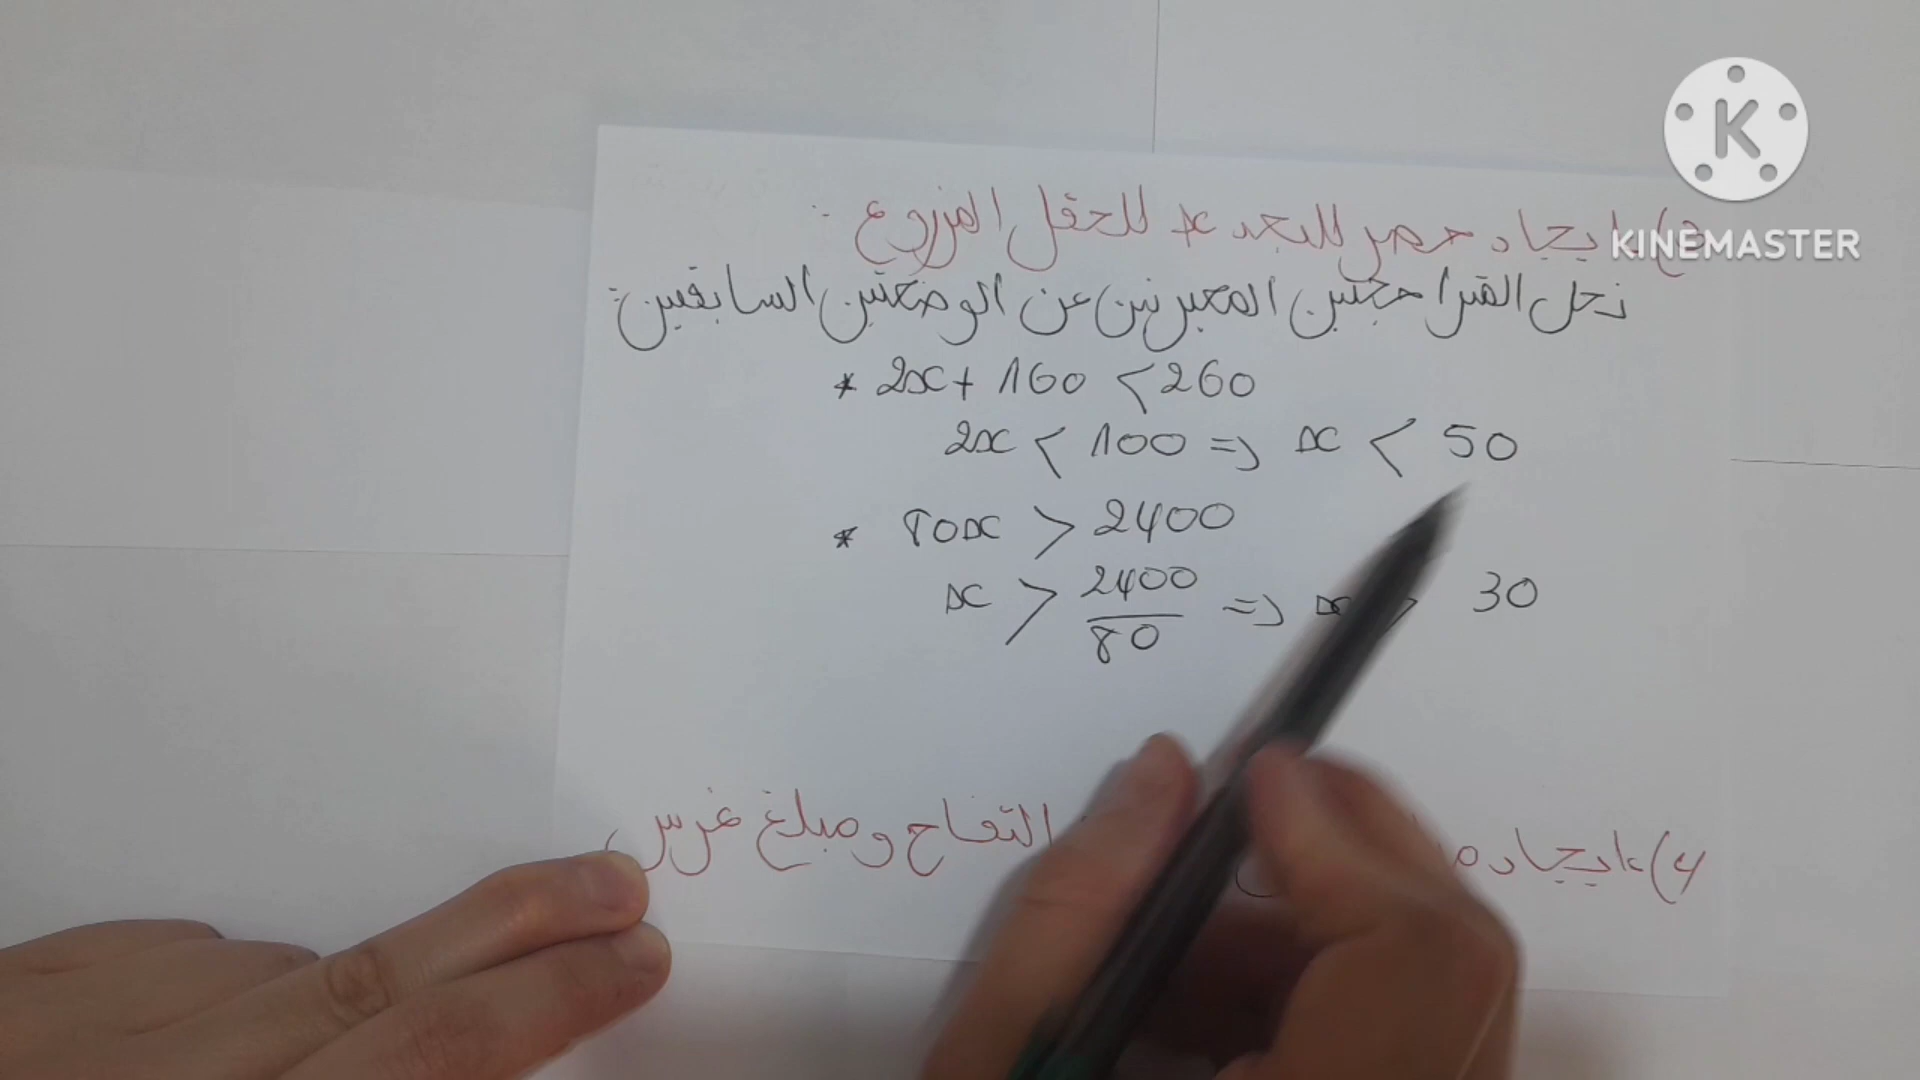 3) ايجاد حصر للبعد x للحقل المزروع :
نحل المتراجحتين المعبرتين عن الوضعتين السابقتين:
* 2x + 160 < 260
2x < 100 => x < 50
* 80x > 2400
x > 2400/80 => x > 30
4) ايجاد التفاح ومبلغ غرس
KINEMASTER